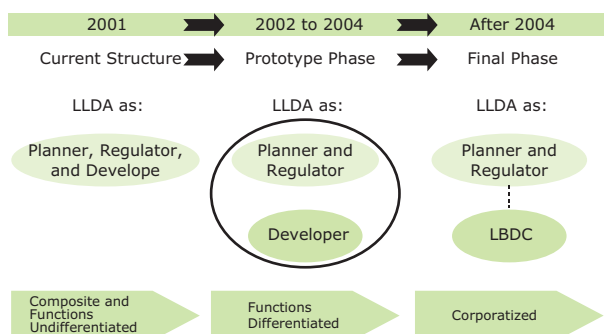 2001
2002 to 2004
After 2004
Current Structure
Prototype Phase
Final Phase
LLDA as:
LLDA as:
LLDA as:
Planner, Regulator,
and Develope
Planner and
Regulator
Planner and
Regulator
Developer
LBDC
Composite and
Functions
Undifferentiated
Functions
Differentiated
Corporatized